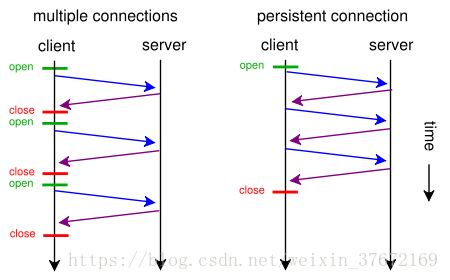 multiple connections
client
server
open
close
open
close
open
close
persistent connection
client
server
open
close
time
https://blog.csdn.net/weixin_37672169